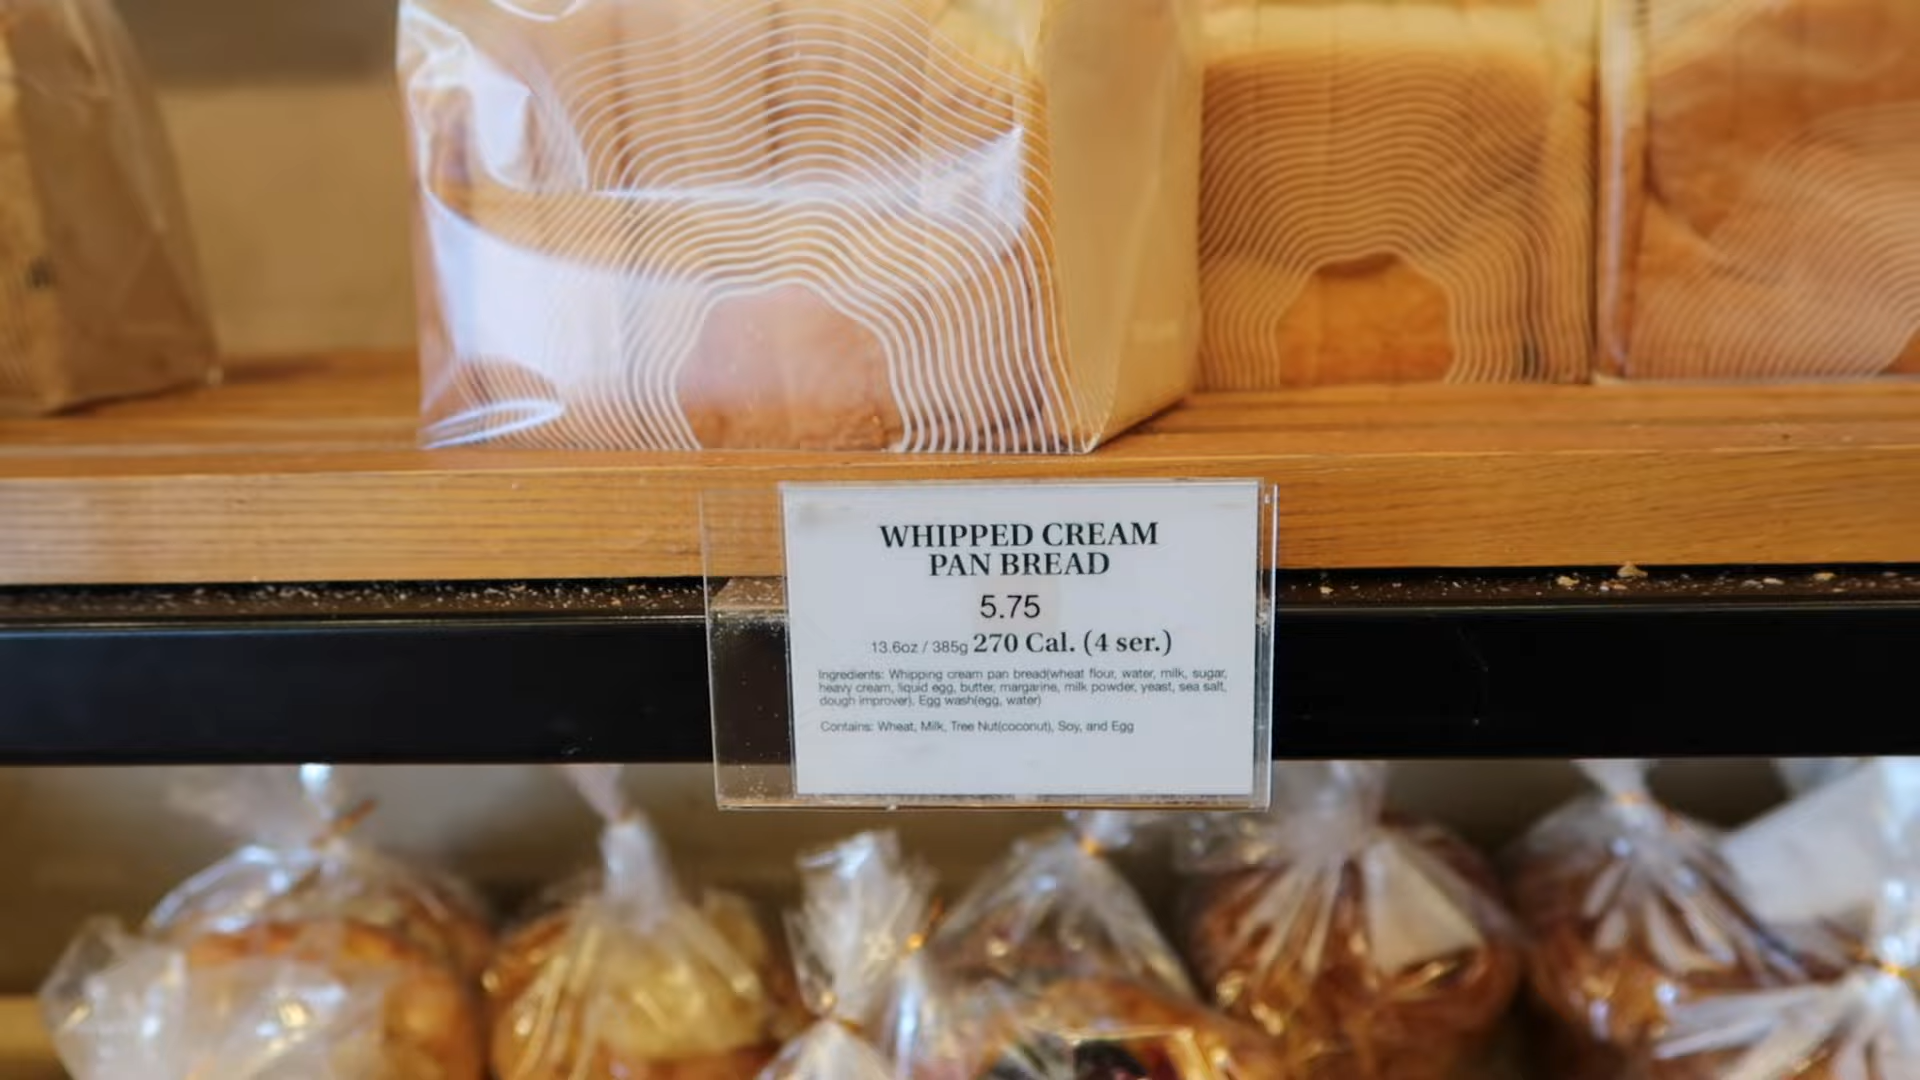 WHIPPED CREAM
PAN BREAD
5.75
13.6oz / 385g 270 Cal. (4 ser.)
Ingredients: Whipping cream pan bread(wheat flour, water, milk, sugar,
heavy cream, liquid egg, butter, margarine, milk powder, yeast, sea salt,
dough improver), Egg wash(egg, water)
Contains: Wheat, Milk, Tree Nut(coconut), Soy, and Egg